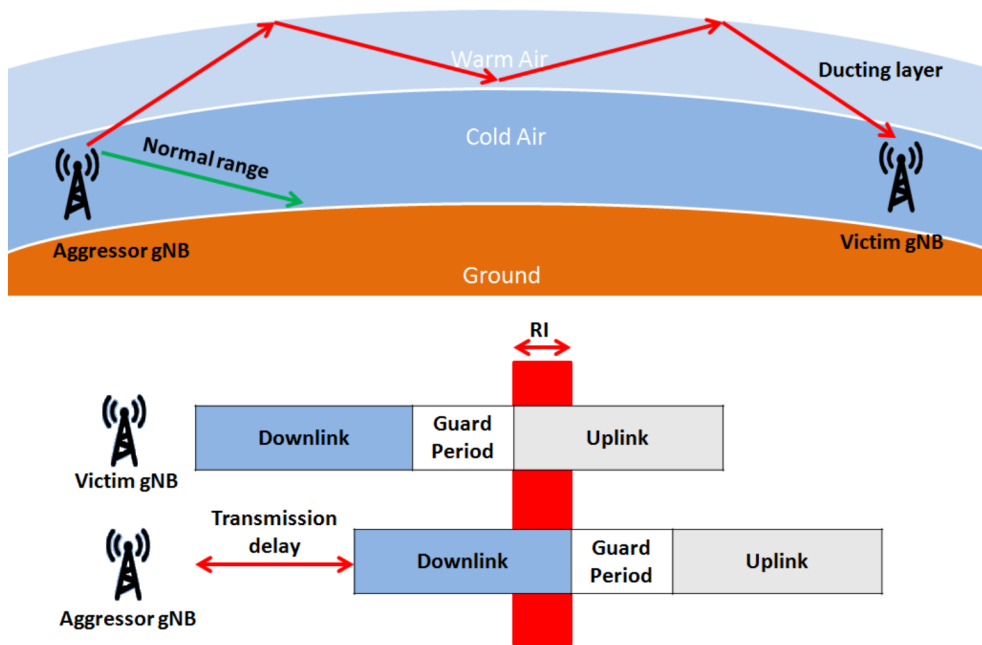 Warm Air
Ducting layer
Cold Air
Normal range
Aggressor gNB
Victim gNB
Ground
RI
Downlink
Guard
Period
Uplink
Victim gNB
Transmission
delay
Downlink
Guard
Period
Uplink
Aggressor gNB